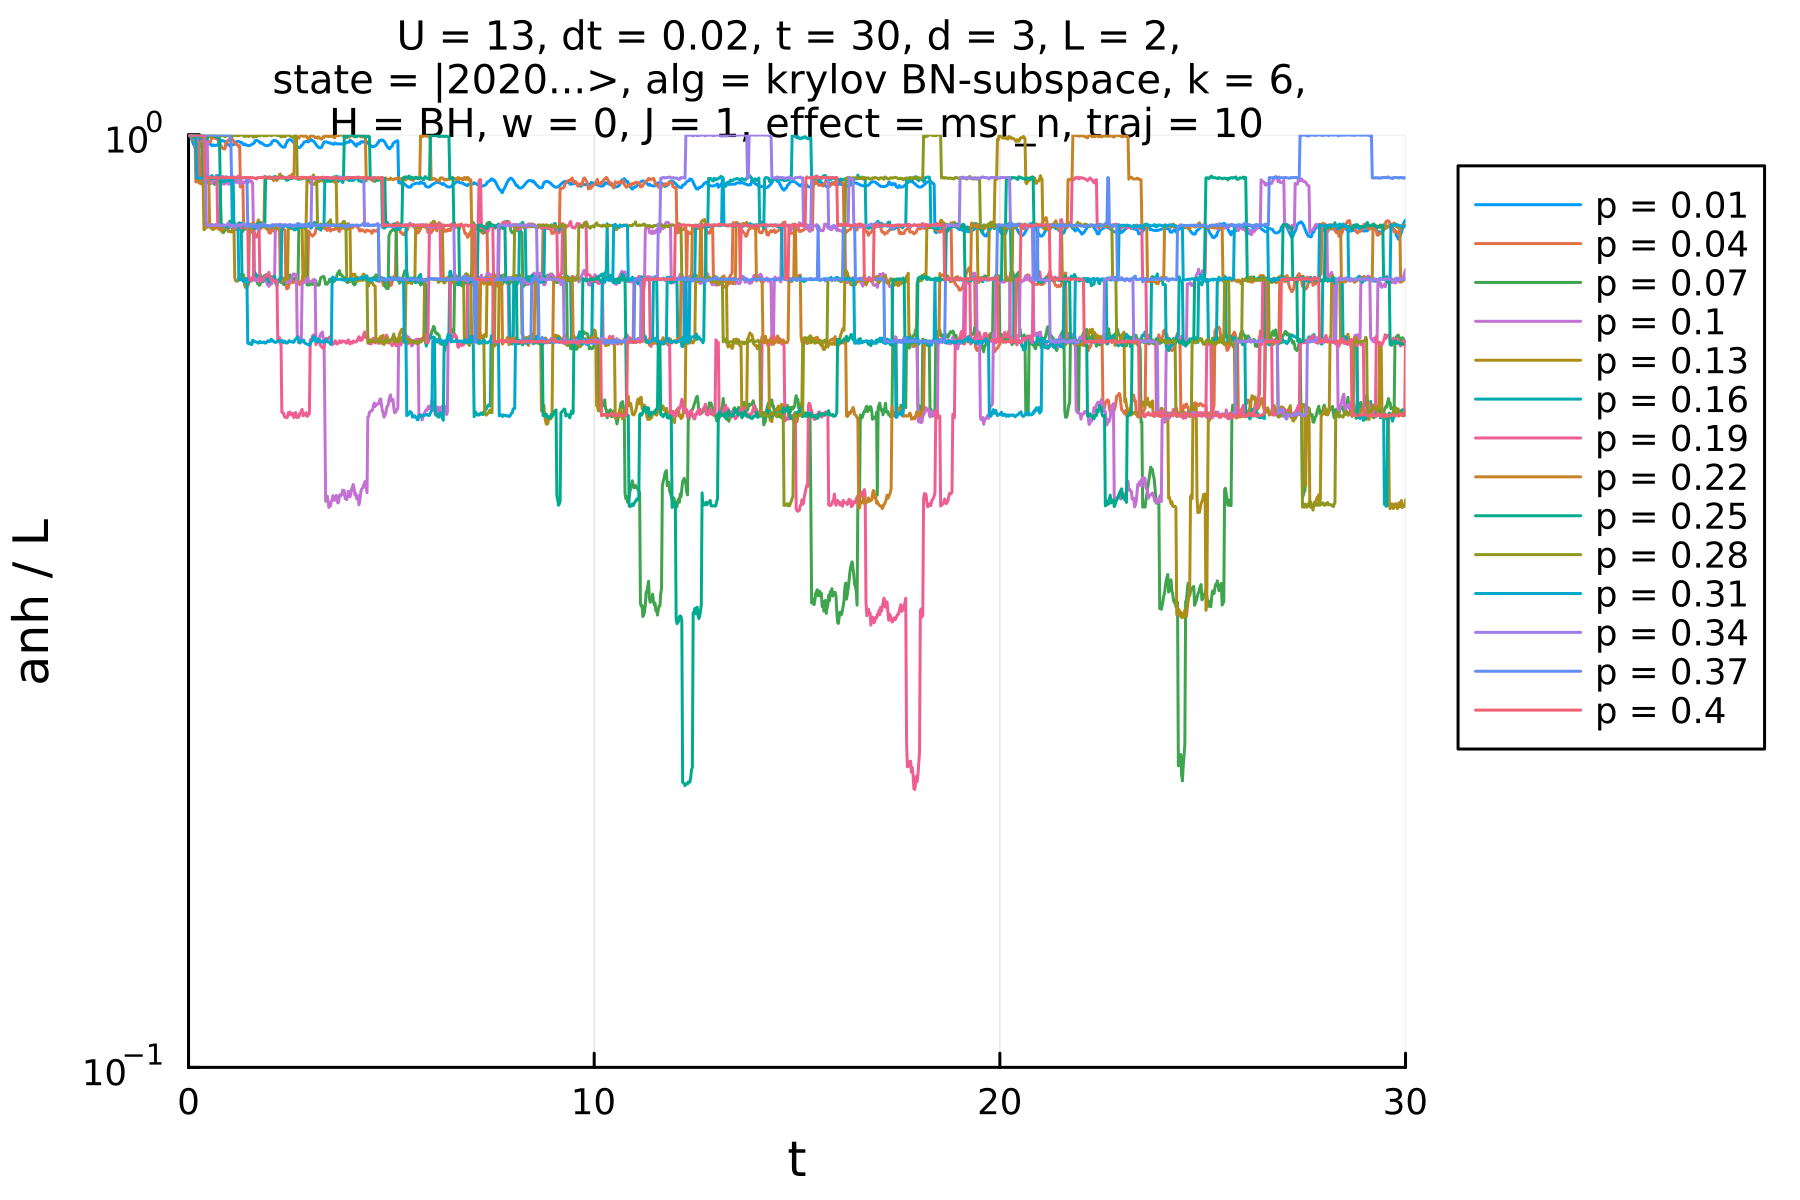 U = 13, dt = 0.02, t = 30, d = 3, L = 2,
state = |2020...>, alg = krylov BN-subspace, k = 6,
H = BH, w = 0, J = 1, effect = msr_n, traj = 10
10⁰
10⁻¹
anh / L
0 10 20 30
t
p = 0.01
p = 0.04
p = 0.07
p = 0.1
p = 0.13
p = 0.16
p = 0.19
p = 0.22
p = 0.25
p = 0.28
p = 0.31
p = 0.34
p = 0.37
p = 0.4